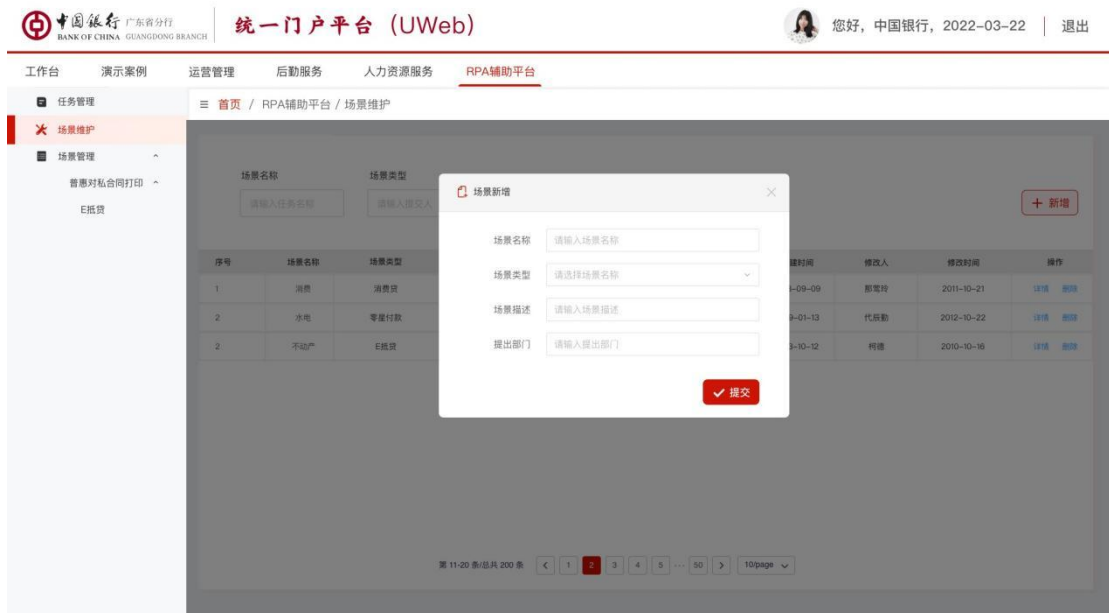 中国银行 广东省分行
BANK OF CHINA GUANGDONG BRANCH
统一门户平台（UWeb）
您好，中国银行，2022-03-22 | 退出
工作台 演示案例 运营管理 后勤服务 人力资源服务 RPA辅助平台
任务管理
首页 / RPA辅助平台 / 场景维护
场景维护
场景管理
普惠对私合同打印
E抵贷
场景名称 场景类型
请输入任务名称 请输入提交人
新增
场景新增
场景名称 请输入场景名称
场景类型 请选择场景名称
场景描述 请输入场景描述
提出部门 请输入提出部门
提交
序号 场景名称 场景类型 建时间 修改人 修改时间 操作
1 消费 消费贷 -09-09 2011-10-21 详情 删除
2 水电 零星付款 9-01-13 2012-10-22 详情 删除
2 不动产 E抵贷 3-10-12 柯德 2010-10-16 详情 删除
第 11-20 条/总共 200 条 1 2 3 4 5 ··· 50 10/page